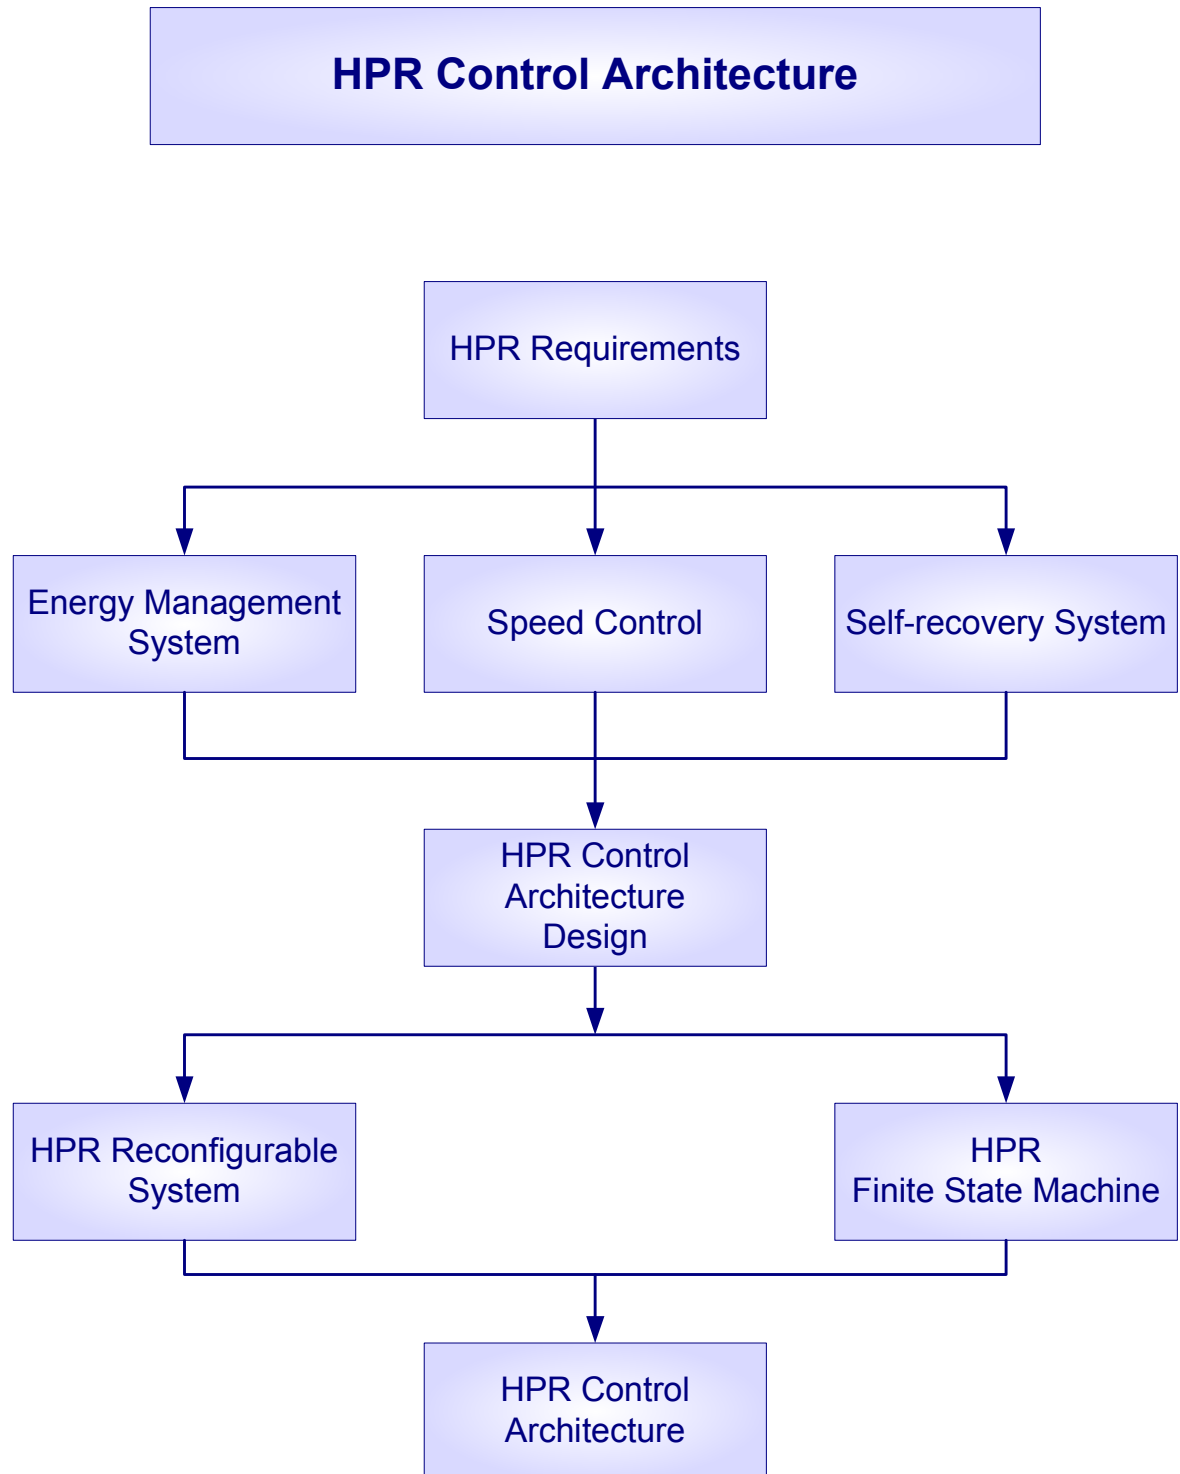 HPR Control Architecture
HPR Requirements
Energy Management
System
Speed Control
Self-recovery System
HPR Control
Architecture
Design
HPR Reconfigurable
System
HPR
Finite State Machine
HPR Control
Architecture